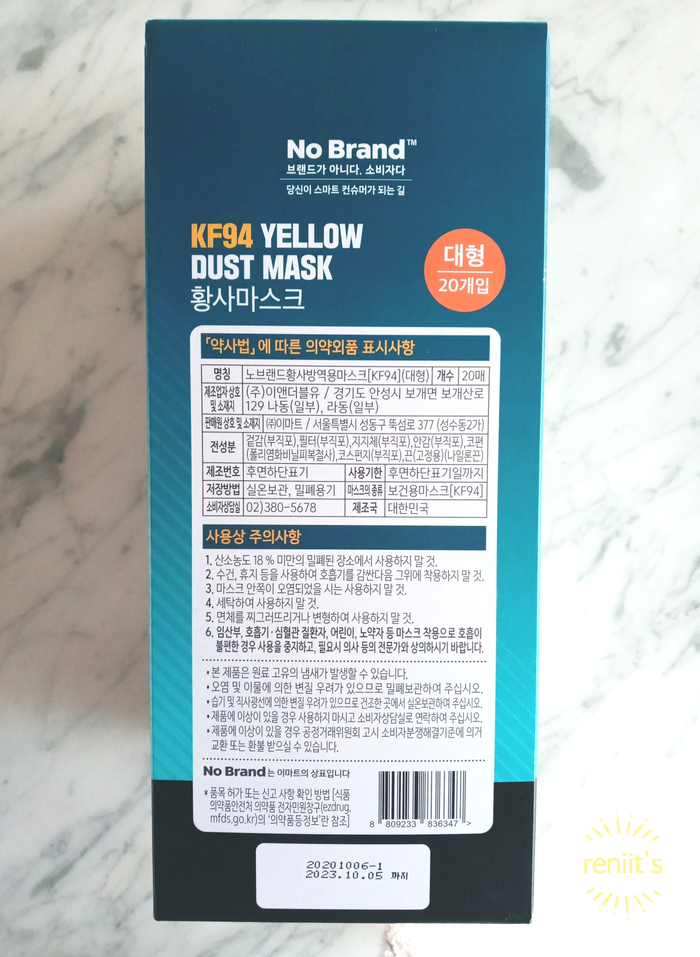 No Brand™
브랜드가 아니다. 소비자다
당신이 스마트 컨슈머가 되는 길
KF94 YELLOW
DUST MASK
황사마스크
대형
20개입
「약사법」에 따른 의약외품 표시사항
명칭 노브랜드황사방역용마스크[KF94](대형) 개수 20매
제조업자 상호 및 소재지 (주)이앤더블유 / 경기도 안성시 보개면 보개산로
129 나동(일부), 라동(일부)
판매원 상호 및 소재지 ㈜이마트 / 서울특별시 성동구 뚝섬로 377 (성수동2가)
전성분 겉감(부직포),필터(부직포),지지체(부직포),안감(부직포),코편
(폴리염화비닐피복철사),코스펀지(부직포),끈(고정용)(나일론끈)
제조번호 후면하단표기 사용기한 후면하단표기일까지
저장방법 실온보관, 밀폐용기 마스크의 종류 보건용마스크[KF94]
소비자상담실 02)380-5678 제조국 대한민국
사용상 주의사항
1. 산소농도 18 % 미만의 밀폐된 장소에서 사용하지 말 것.
2. 수건, 휴지 등을 사용하여 호흡기를 감싼다음 그위에 착용하지 말 것.
3. 마스크 안쪽이 오염되었을 시는 사용하지 말 것.
4. 세탁하여 사용하지 말 것.
5. 면체를 찌그러뜨리거나 변형하여 사용하지 말 것.
6. 임산부, 호흡기·심혈관 질환자, 어린이, 노약자 등 마스크 착용으로 호흡이
불편한 경우 사용을 중지하고, 필요시 의사 등의 전문가와 상의하시기 바랍니다.
• 본 제품은 원료 고유의 냄새가 발생할 수 있습니다.
• 오염 및 이물에 의한 변질 우려가 있으므로 밀폐보관하여 주십시오.
• 습기 및 직사광선에 의한 변질 우려가 있으므로 건조한 곳에서 실온보관하여 주십시오.
• 제품에 이상이 있을 경우 사용하지 마시고 소비자상담실로 연락하여 주십시오.
• 제품에 이상이 있을 경우 공정거래위원회 고시 소비자분쟁해결기준에 의거
교환 또는 환불 받으실 수 있습니다.
No Brand는 이마트의 상표입니다
* 품목 허가 또는 신고 사항 확인 방법 [식품
의약품안전처 의약품 전자민원창구(ezdrug.
mfds.go.kr)의 '의약품등정보'란 참조]
8 809233 836347 >
20201006-1
2023.10.05 까지
reniit's